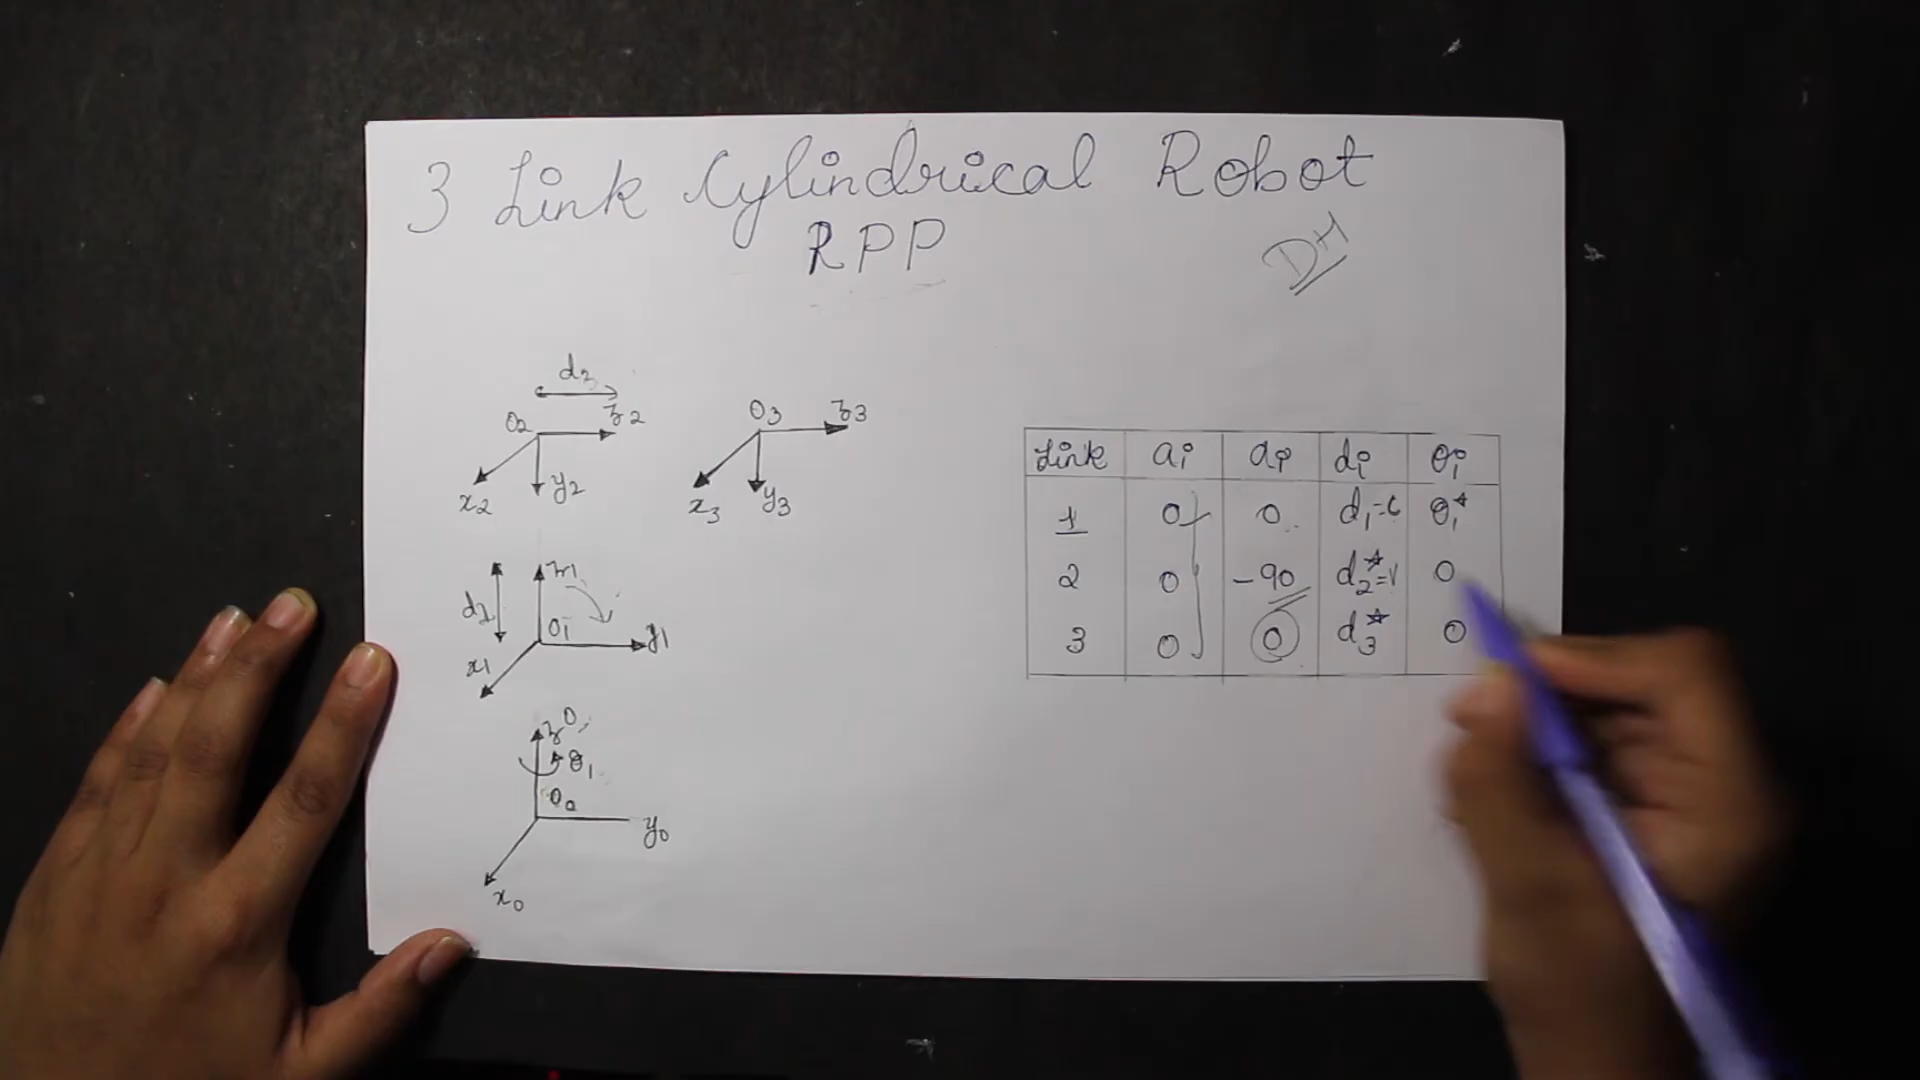 3 Link Cylindrical Robot
RPP
DH
d3
O2 z2
x2 y2
O3 z3
x3 y3
d2 z1
O1 y1
x1
z0
θ1
O0
y0
x0
Link ai αi di θi
1 0 0 d1=C θ1*
2 0 -90 d2*=V 0
3 0 0 d3* 0